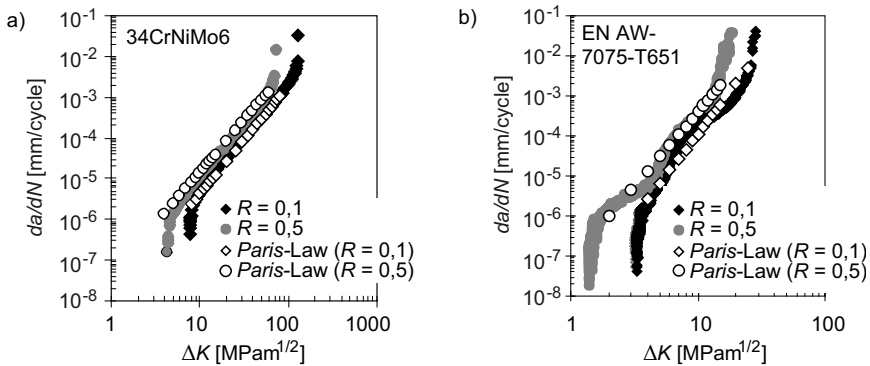 a)
34CrNiMo6
da/dN [mm/cycle]
10⁻¹
10⁻²
10⁻³
10⁻⁴
10⁻⁵
10⁻⁶
10⁻⁷
10⁻⁸
R = 0,1
R = 0,5
Paris-Law (R = 0,1)
Paris-Law (R = 0,5)
1 10 100 1000
ΔK [MPam¹/²]
b)
EN AW-
7075-T651
da/dN [mm/cycle]
10⁻¹
10⁻²
10⁻³
10⁻⁴
10⁻⁵
10⁻⁶
10⁻⁷
10⁻⁸
R = 0,1
R = 0,5
Paris-Law (R = 0,1)
Paris-Law (R = 0,5)
1 10 100
ΔK [MPam¹/²]